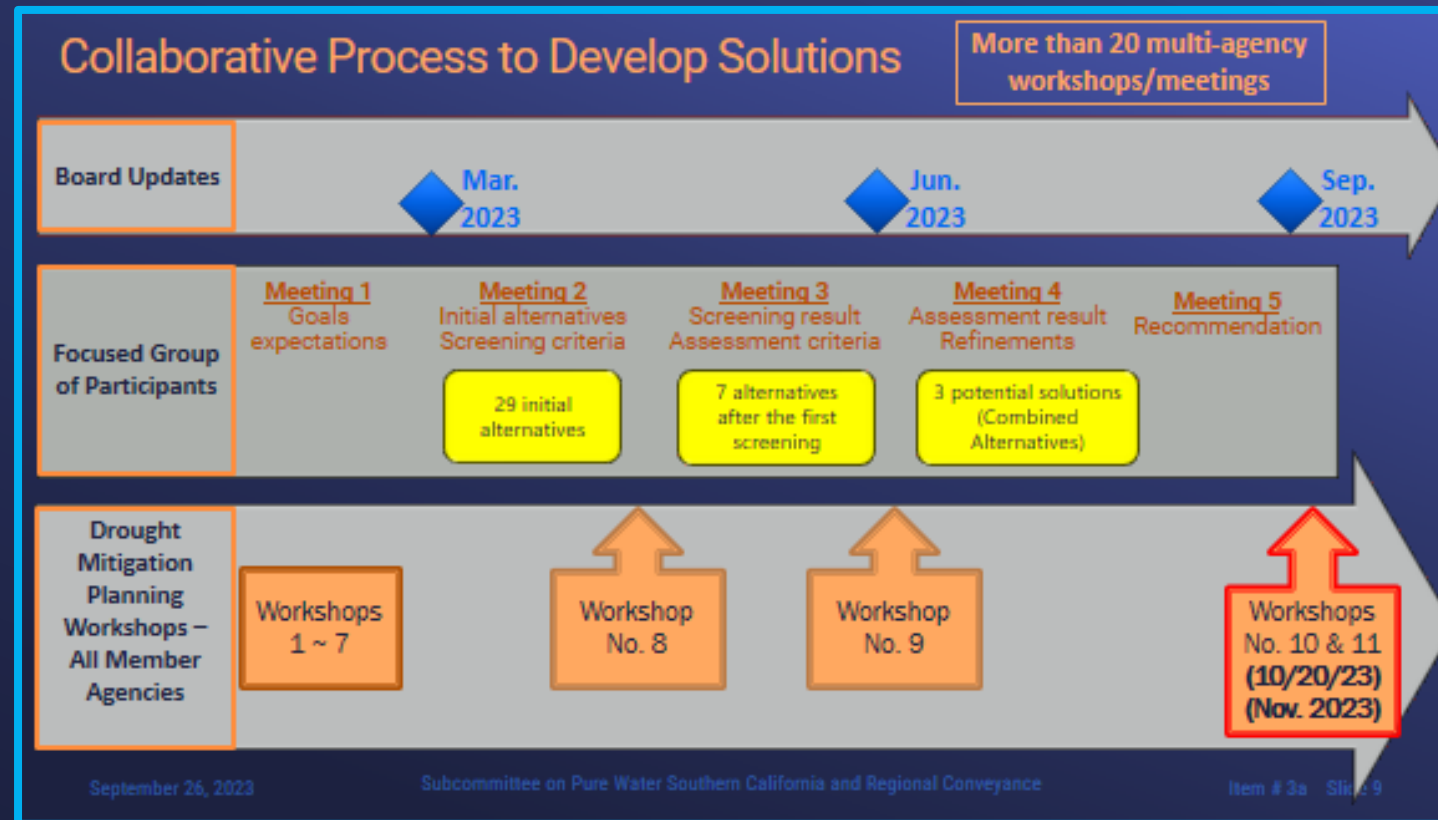 Collaborative Process to Develop Solutions
More than 20 multi-agency
workshops/meetings
Board Updates
Mar.
2023
Jun.
2023
Sep.
2023
Focused Group
of Participants
Meeting 1
Goals
expectations
Meeting 2
Initial alternatives
Screening criteria
Meeting 3
Screening result
Assessment criteria
Meeting 4
Assessment result
Refinements
Meeting 5
Recommendation
29 initial
alternatives
7 alternatives
after the first
screening
3 potential solutions
(Combined
Alternatives)
Drought
Mitigation
Planning
Workshops –
All Member
Agencies
Workshops
1 ~ 7
Workshop
No. 8
Workshop
No. 9
Workshops
No. 10 & 11
(10/20/23)
(Nov. 2023)
September 26, 2023
Subcommittee on Pure Water Southern California and Regional Conveyance
Item # 3a Slide 9